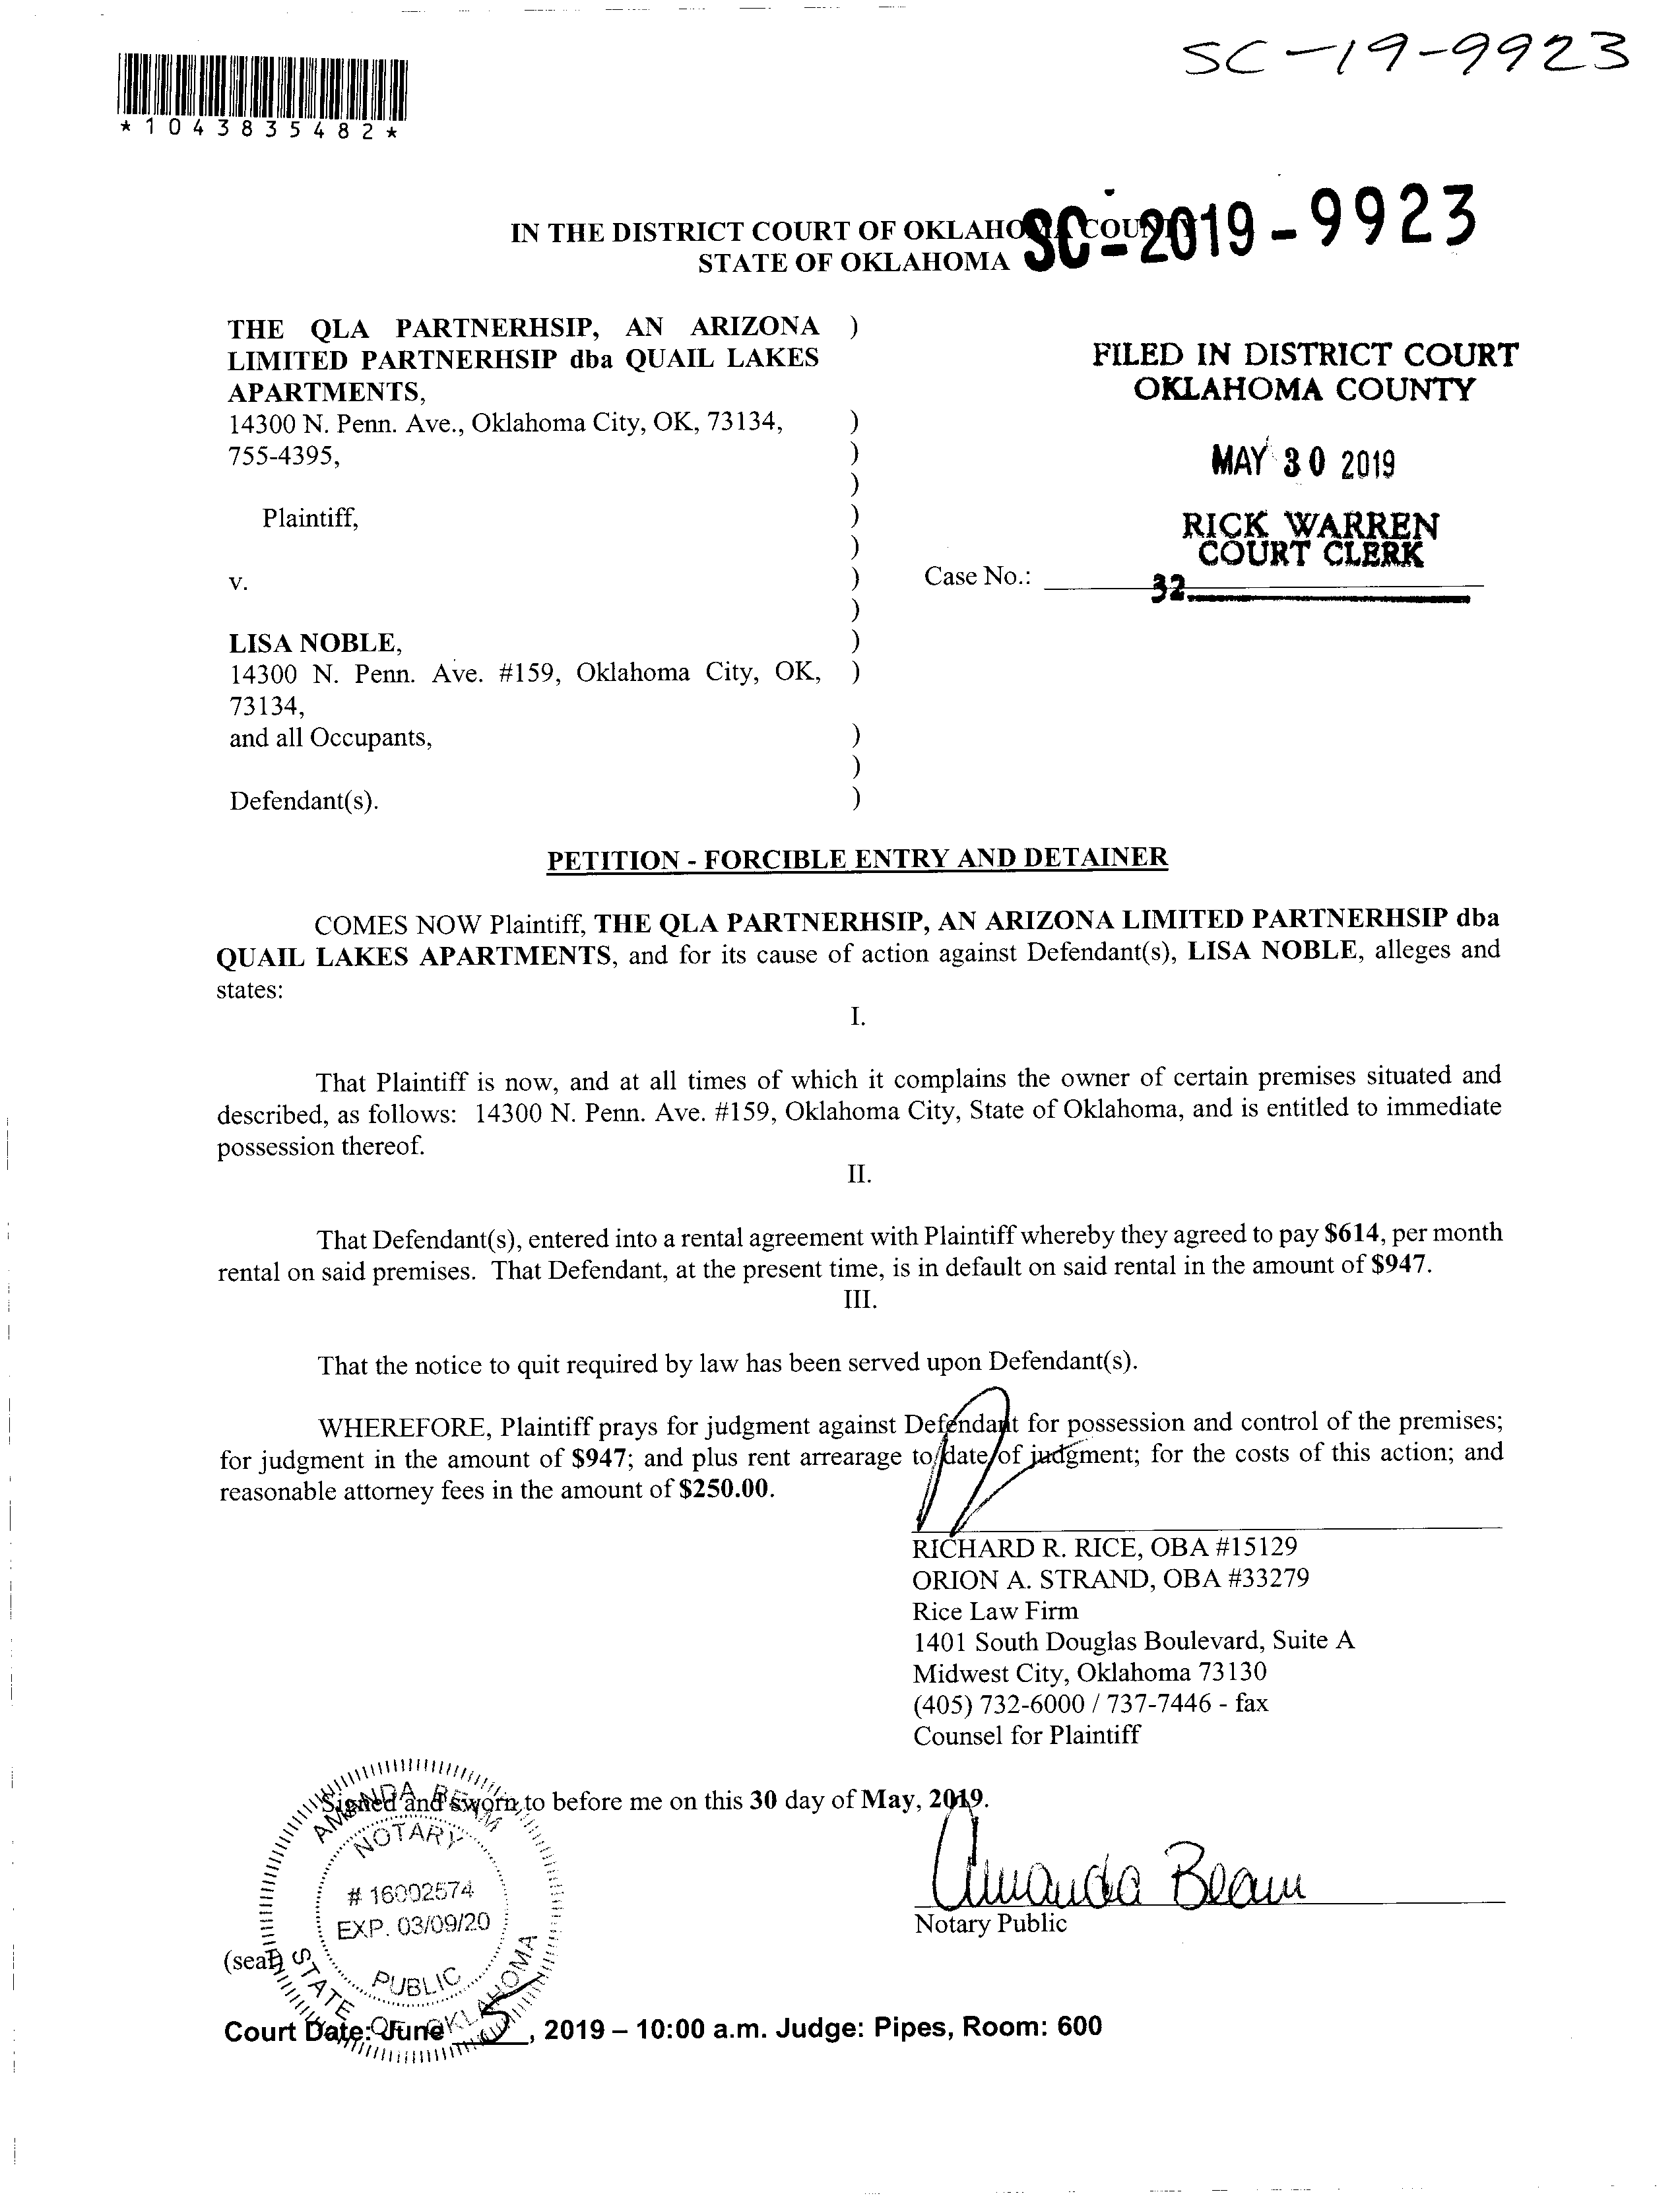 SC-19-9923
*1043835482*
SC-2019-9923
IN THE DISTRICT COURT OF OKLAHOMA COUNTY
STATE OF OKLAHOMA
THE QLA PARTNERHSIP, AN ARIZONA )
LIMITED PARTNERHSIP dba QUAIL LAKES
APARTMENTS,
14300 N. Penn. Ave., Oklahoma City, OK, 73134, )
755-4395, )
)
Plaintiff, )
)
v. )
)
LISA NOBLE, )
14300 N. Penn. Ave. #159, Oklahoma City, OK, )
73134,
and all Occupants, )
)
Defendant(s). )
FILED IN DISTRICT COURT
OKLAHOMA COUNTY
MAY 30 2019
RICK WARREN
COURT CLERK
Case No.:
32
PETITION - FORCIBLE ENTRY AND DETAINER
COMES NOW Plaintiff, THE QLA PARTNERHSIP, AN ARIZONA LIMITED PARTNERHSIP dba
QUAIL LAKES APARTMENTS, and for its cause of action against Defendant(s), LISA NOBLE, alleges and
states:
I.
That Plaintiff is now, and at all times of which it complains the owner of certain premises situated and
described, as follows: 14300 N. Penn. Ave. #159, Oklahoma City, State of Oklahoma, and is entitled to immediate
possession thereof.
II.
That Defendant(s), entered into a rental agreement with Plaintiff whereby they agreed to pay $614, per month
rental on said premises. That Defendant, at the present time, is in default on said rental in the amount of $947.
III.
That the notice to quit required by law has been served upon Defendant(s).
WHEREFORE, Plaintiff prays for judgment against Defendant for possession and control of the premises;
for judgment in the amount of $947; and plus rent arrearage to date of judgment; for the costs of this action; and
reasonable attorney fees in the amount of $250.00.
RICHARD R. RICE, OBA #15129
ORION A. STRAND, OBA #33279
Rice Law Firm
1401 South Douglas Boulevard, Suite A
Midwest City, Oklahoma 73130
(405) 732-6000 / 737-7446 - fax
Counsel for Plaintiff
Signed and sworn to before me on this 30 day of May, 2019.
Amanda Beam
Notary Public
AMANDA BEAM
NOTARY
# 16002574
EXP. 03/09/20
PUBLIC
STATE OF OKLAHOMA
(seal)
Court Date: June 5, 2019 – 10:00 a.m. Judge: Pipes, Room: 600